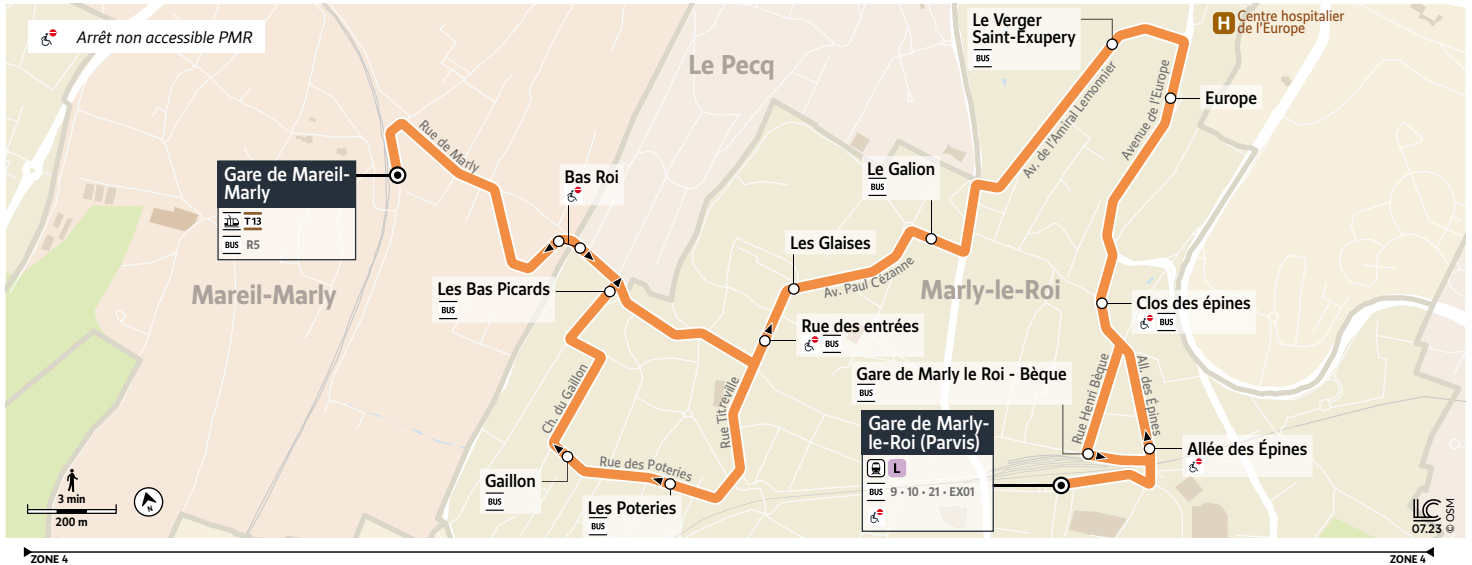 Arrêt non accessible PMR
Le Pecq
Le Verger
Saint-Exupery
BUS
H
Centre hospitalier
de l'Europe
Av. de l'Amiral Lemonnier
Avenue de l'Europe
Europe
Rue de Marly
Gare de Mareil-
Marly
T 13
BUS R5
Bas Roi
Le Galion
BUS
Mareil-Marly
Les Bas Picards
BUS
Les Glaises
Av. Paul Cézanne
Marly-le-Roi
Clos des épines
BUS
Rue des entrées
BUS
Ch. du Gaillon
Rue Titreville
Gare de Marly le Roi - Bèque
BUS
Rue Henri Bèque
All. des Épines
Gare de Marly-
le-Roi (Parvis)
L
BUS 9 • 10 • 21 • EX01
Allée des Épines
Rue des Poteries
Gaillon
BUS
Les Poteries
BUS
3 min
200 m
N
LC
07.23 © OSM
ZONE 4
ZONE 4